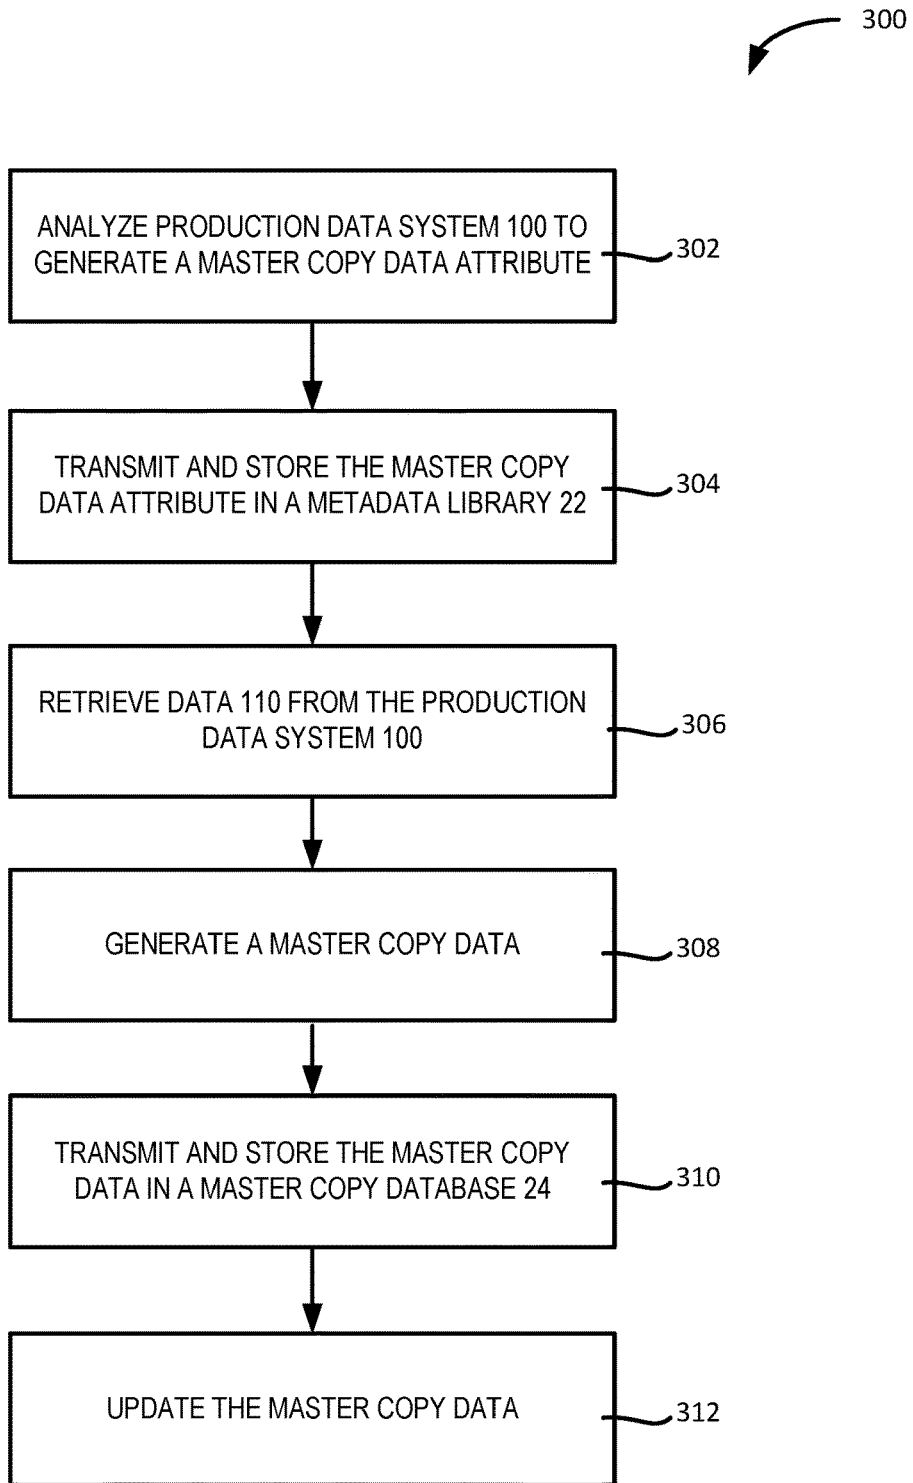 300
ANALYZE PRODUCTION DATA SYSTEM 100 TO
GENERATE A MASTER COPY DATA ATTRIBUTE
302
TRANSMIT AND STORE THE MASTER COPY
DATA ATTRIBUTE IN A METADATA LIBRARY 22
304
RETRIEVE DATA 110 FROM THE PRODUCTION
DATA SYSTEM 100
306
GENERATE A MASTER COPY DATA
308
TRANSMIT AND STORE THE MASTER COPY
DATA IN A MASTER COPY DATABASE 24
310
UPDATE THE MASTER COPY DATA
312